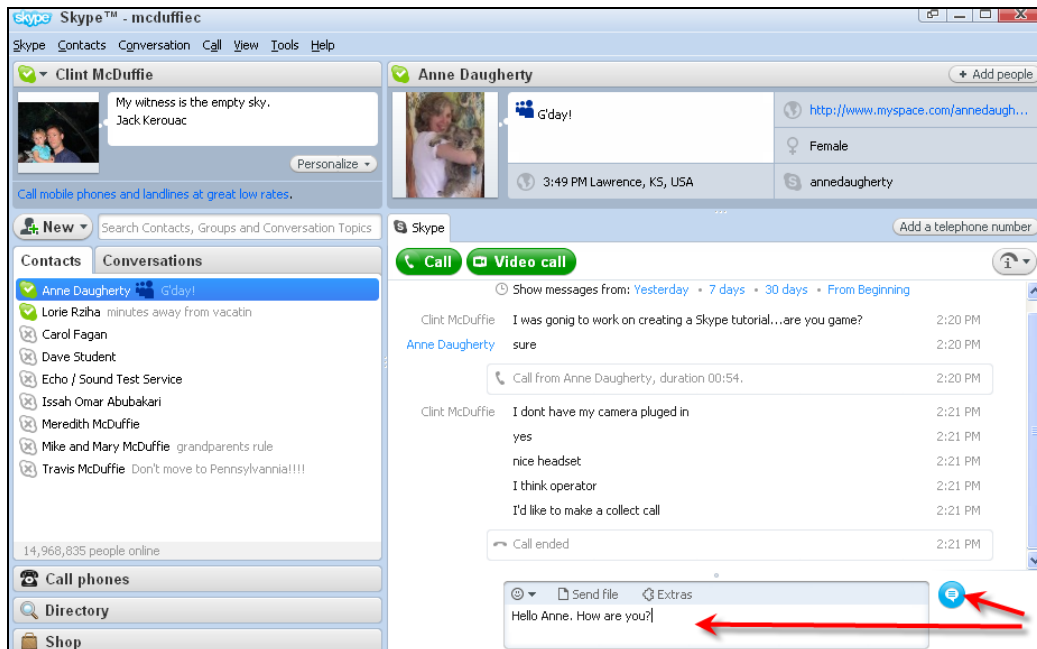 skype Skype™ - mcduffiec
Skype Contacts Conversation Call View Tools Help
Clint McDuffie
My witness is the empty sky.
Jack Kerouac
Personalize
Call mobile phones and landlines at great low rates.
New Search Contacts, Groups and Conversation Topics
Contacts Conversations
Anne Daugherty G'day!
Lorie Rziha minutes away from vacatin
Carol Fagan
Dave Student
Echo / Sound Test Service
Issah Omar Abubakari
Meredith McDuffie
Mike and Mary McDuffie grandparents rule
Travis McDuffie Don't move to Pennsylvannia!!!!
14,968,835 people online
Call phones
Directory
Shop
Anne Daugherty + Add people
G'day!
http://www.myspace.com/annedaugh...
Female
3:49 PM Lawrence, KS, USA
annedaugherty
Skype Add a telephone number
Call Video call
Show messages from: Yesterday • 7 days • 30 days • From Beginning
Clint McDuffie I was gonig to work on creating a Skype tutorial...are you game? 2:20 PM
Anne Daugherty sure 2:20 PM
Call from Anne Daugherty, duration 00:54. 2:20 PM
Clint McDuffie I dont have my camera pluged in 2:21 PM
yes 2:21 PM
nice headset 2:21 PM
I think operator 2:21 PM
I'd like to make a collect call 2:21 PM
Call ended 2:21 PM
Send file Extras
Hello Anne. How are you?